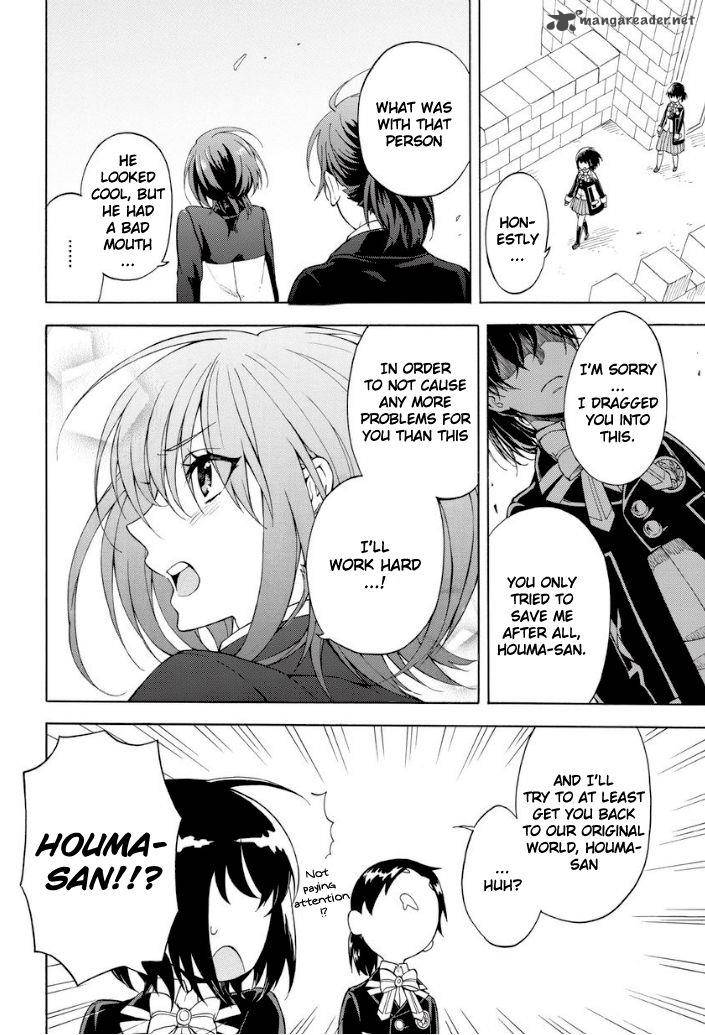 mangareader.net
HON-
ESTLY
...
WHAT WAS
WITH THAT
PERSON
HE
LOOKED
COOL, BUT
HE HAD
A BAD
MOUTH
...
......
I'M SORRY
...
I DRAGGED
YOU INTO
THIS.
YOU ONLY
TRIED TO
SAVE ME
AFTER ALL,
HOUMA-SAN.
IN ORDER
TO NOT CAUSE
ANY MORE
PROBLEMS FOR
YOU THAN THIS
I'LL
WORK HARD
...!
AND I'LL
TRY TO AT LEAST
GET YOU BACK
TO OUR ORIGINAL
WORLD, HOUMA-
SAN
...
HUH?
Not
paying
attention
!?
HOUMA-
SAN!!?